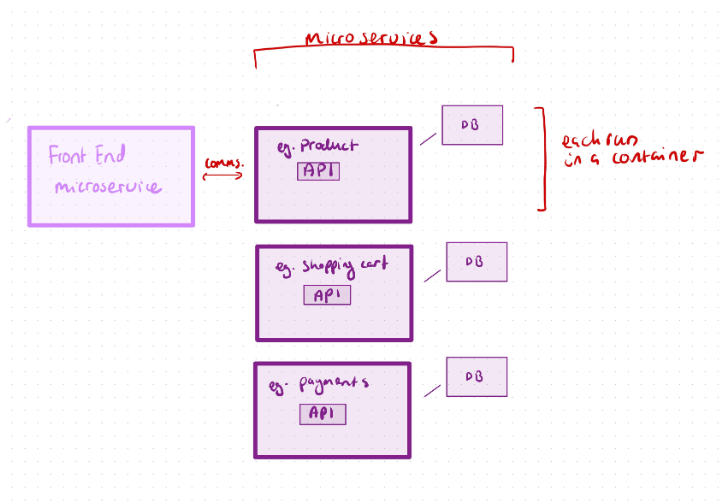 Microservices
Front End
microservice
comms.
eg. Product
API
DB
each run
in a container
eg. shopping cart
API
DB
eg. payments
API
DB